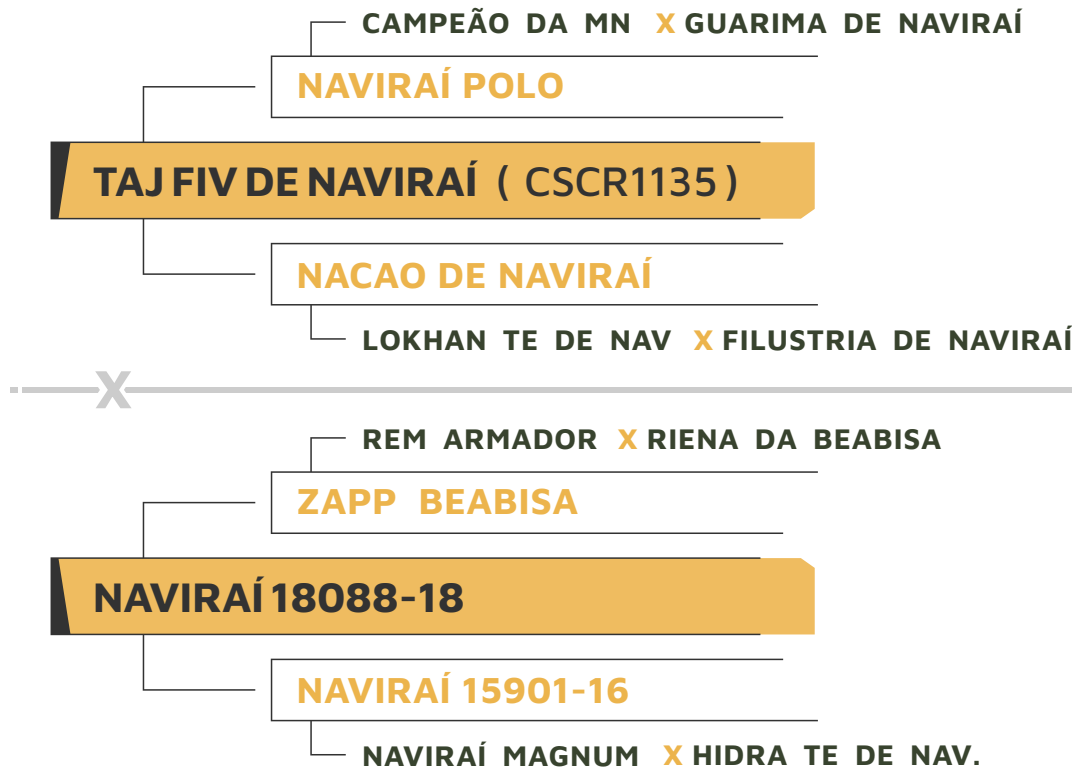 CAMPEÃO DA MN X GUARIMA DE NAVIRAÍ
NAVIRAÍ POLO
TAJ FIV DE NAVIRAÍ ( CSCR1135 )
NACAO DE NAVIRAÍ
LOKHAN TE DE NAV X FILUSTRIA DE NAVIRAÍ
X
REM ARMADOR X RIENA DA BEABISA
ZAPP BEABISA
NAVIRAÍ 18088-18
NAVIRAÍ 15901-16
NAVIRAÍ MAGNUM X HIDRA TE DE NAV.